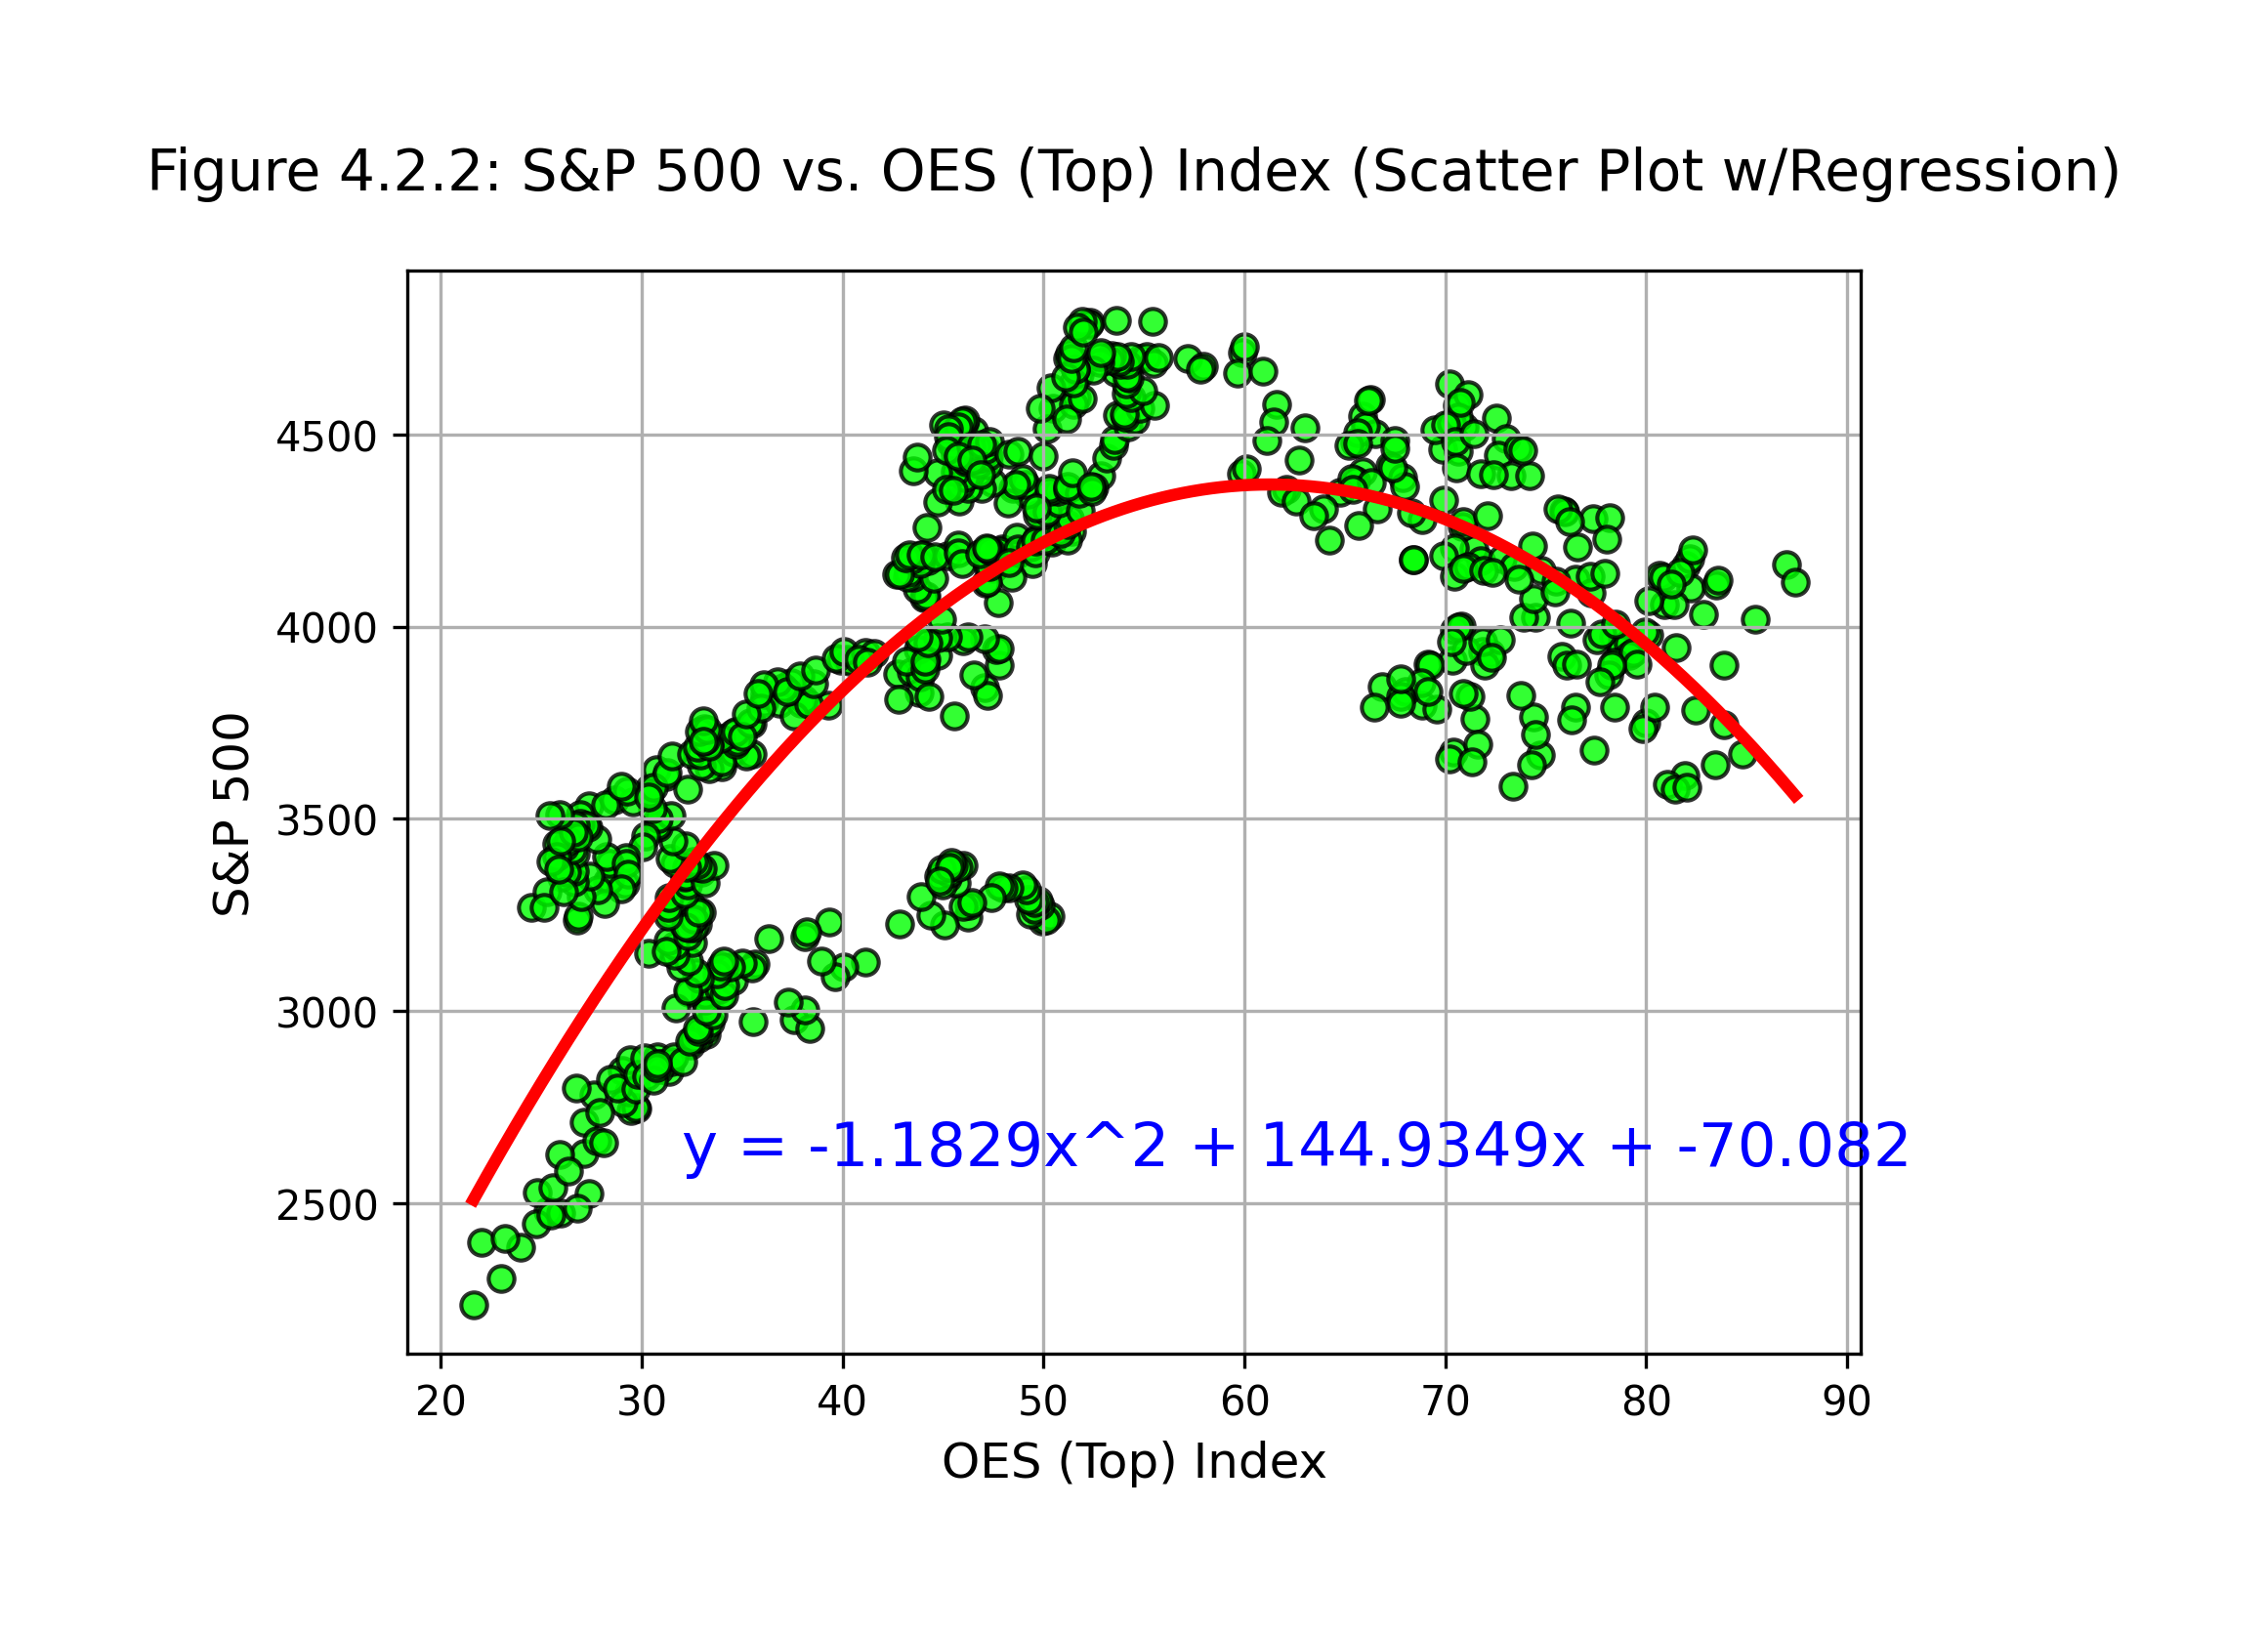 Figure 4.2.2: S&P 500 vs. OES (Top) Index (Scatter Plot w/Regression)
S&P 500
4500
4000
3500
3000
2500
y = -1.1829x^2 + 144.9349x + -70.082
20 30 40 50 60 70 80 90
OES (Top) Index